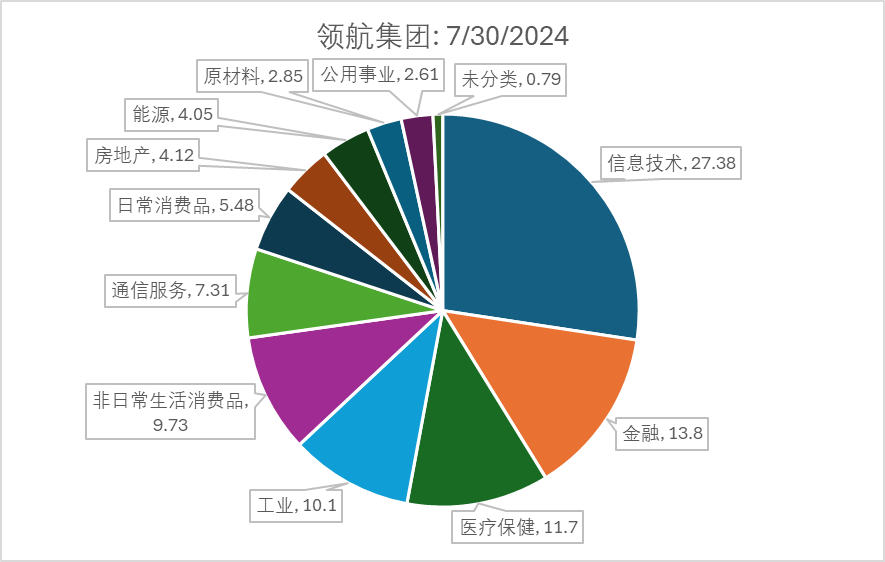 领航集团: 7/30/2024
原材料, 2.85
公用事业, 2.61
未分类, 0.79
能源, 4.05
房地产, 4.12
信息技术, 27.38
日常消费品, 5.48
通信服务, 7.31
非日常生活消费品,
9.73
金融, 13.8
工业, 10.1
医疗保健, 11.7